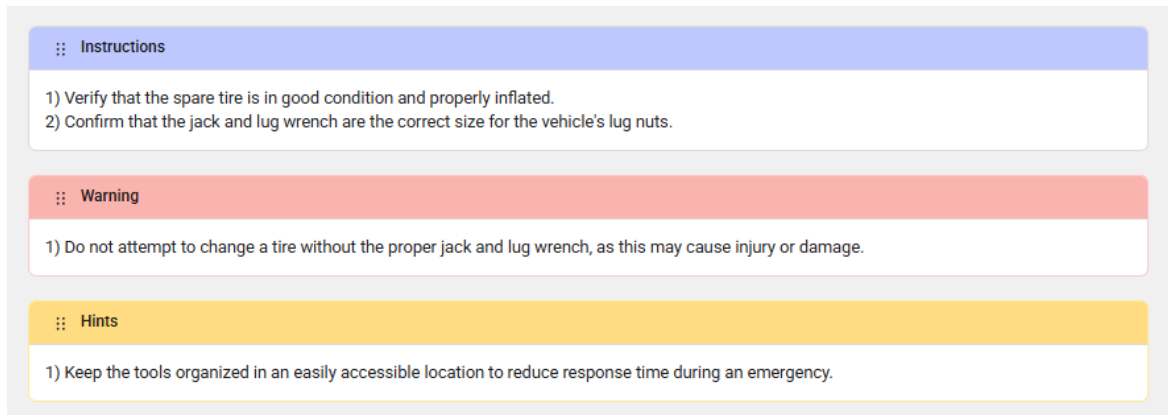 Instructions
1) Verify that the spare tire is in good condition and properly inflated.
2) Confirm that the jack and lug wrench are the correct size for the vehicle's lug nuts.
Warning
1) Do not attempt to change a tire without the proper jack and lug wrench, as this may cause injury or damage.
Hints
1) Keep the tools organized in an easily accessible location to reduce response time during an emergency.